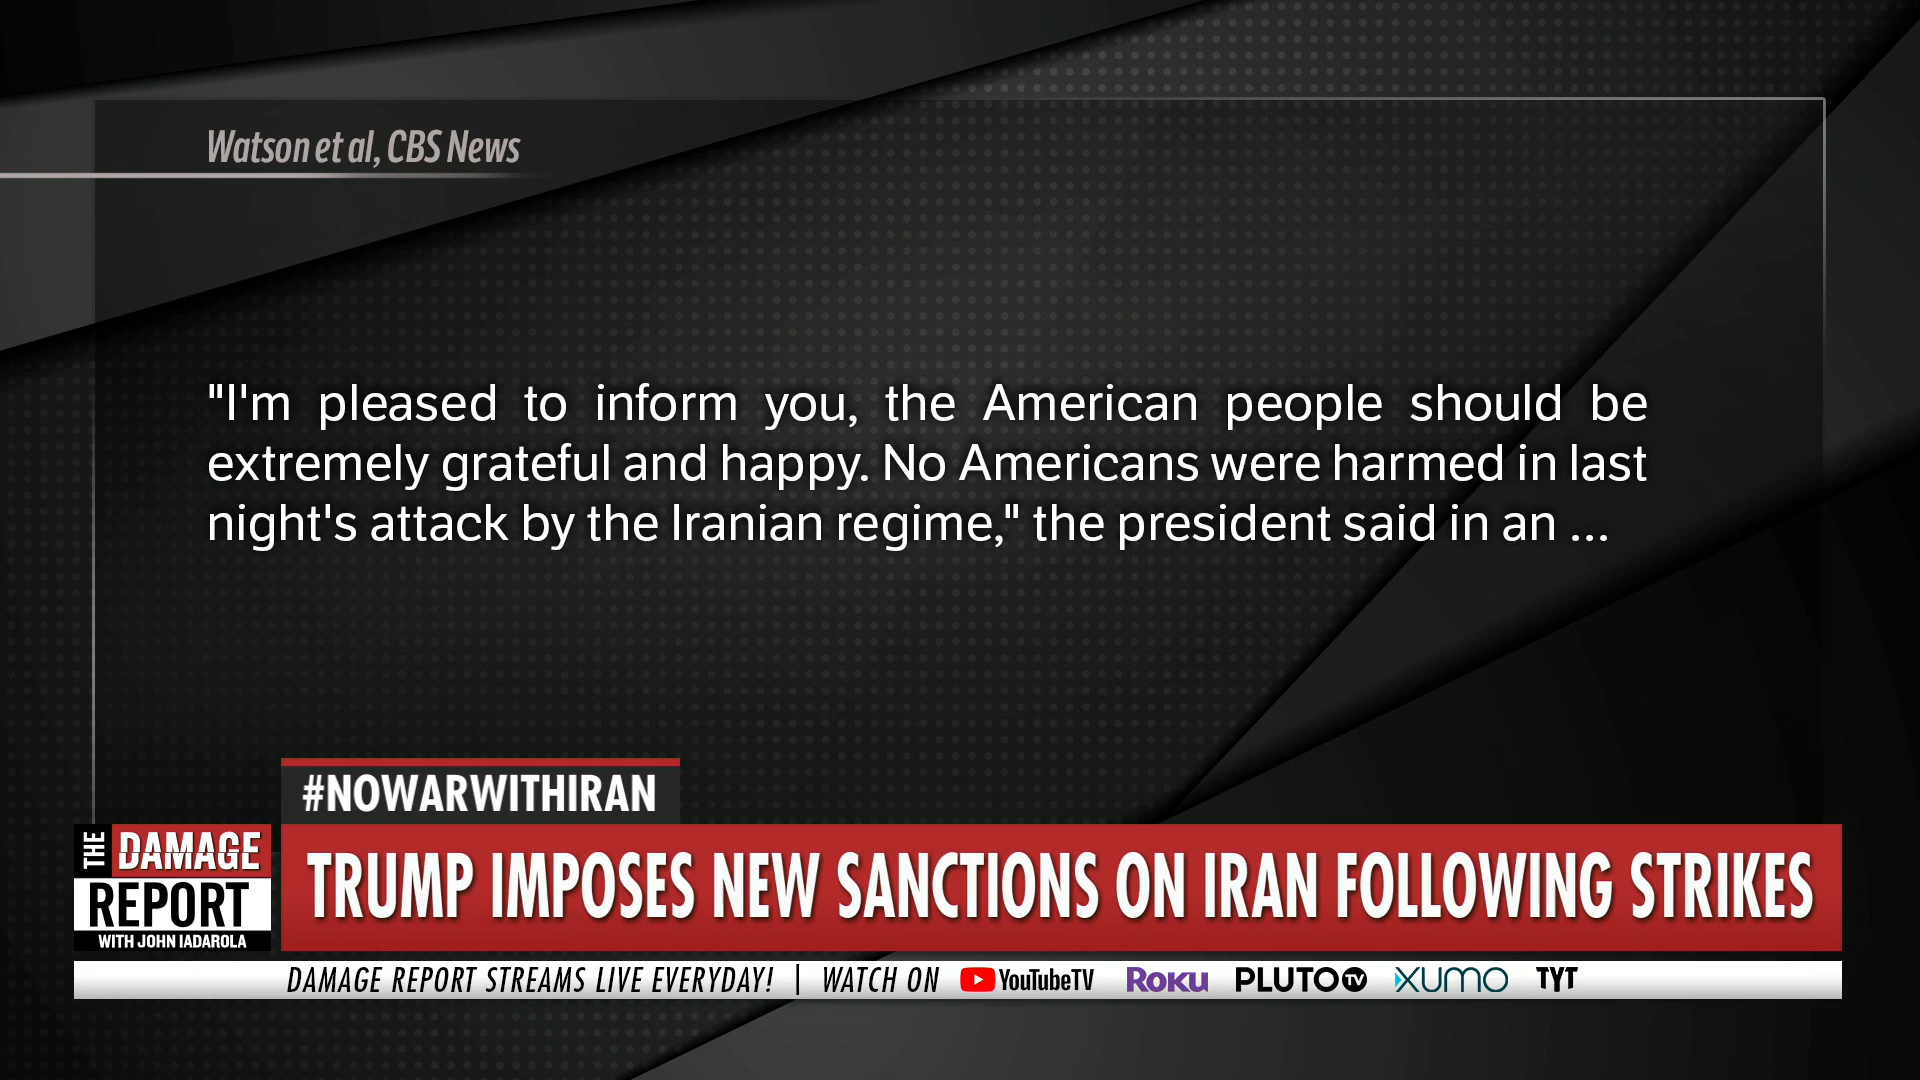 Watson et al, CBS News
"I'm pleased to inform you, the American people should be
extremely grateful and happy. No Americans were harmed in last
night's attack by the Iranian regime," the president said in an ...
#NOWARWITHIRAN
THE DAMAGE
REPORT
WITH JOHN IADAROLA
TRUMP IMPOSES NEW SANCTIONS ON IRAN FOLLOWING STRIKES
DAMAGE REPORT STREAMS LIVE EVERYDAY! | WATCH ON YouTubeTV ROKU PLUTO TV XUMO TYT